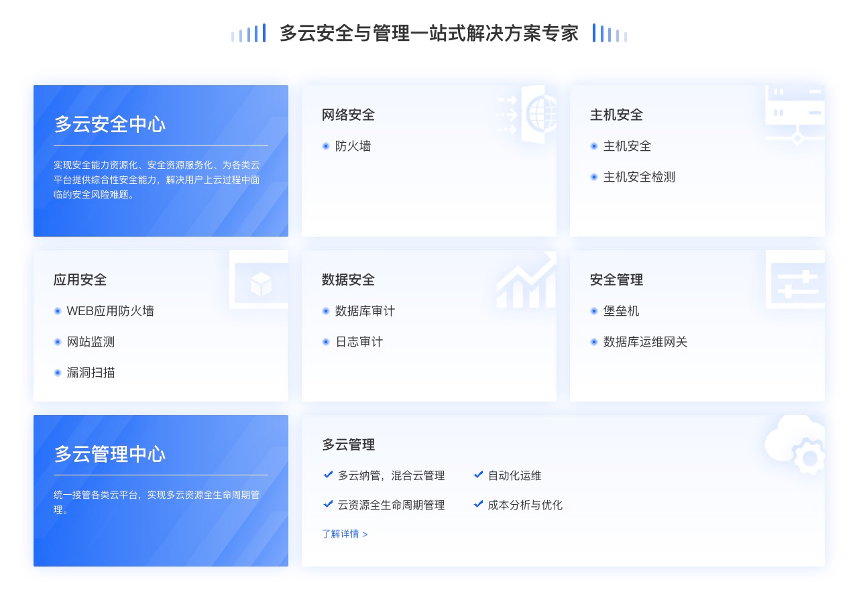 多云安全与管理一站式解决方案专家
多云安全中心
实现安全能力资源化、安全资源服务化、为各类云
平台提供综合性安全能力，解决用户上云过程中面
临的安全风险难题。
网络安全
防火墙
主机安全
主机安全
主机安全检测
应用安全
WEB应用防火墙
网站监测
漏洞扫描
数据安全
数据库审计
日志审计
安全管理
堡垒机
数据库运维网关
多云管理中心
统一接管各类云平台，实现多云资源全生命周期管
理。
多云管理
多云纳管，混合云管理
自动化运维
云资源全生命周期管理
成本分析与优化
了解详情 >